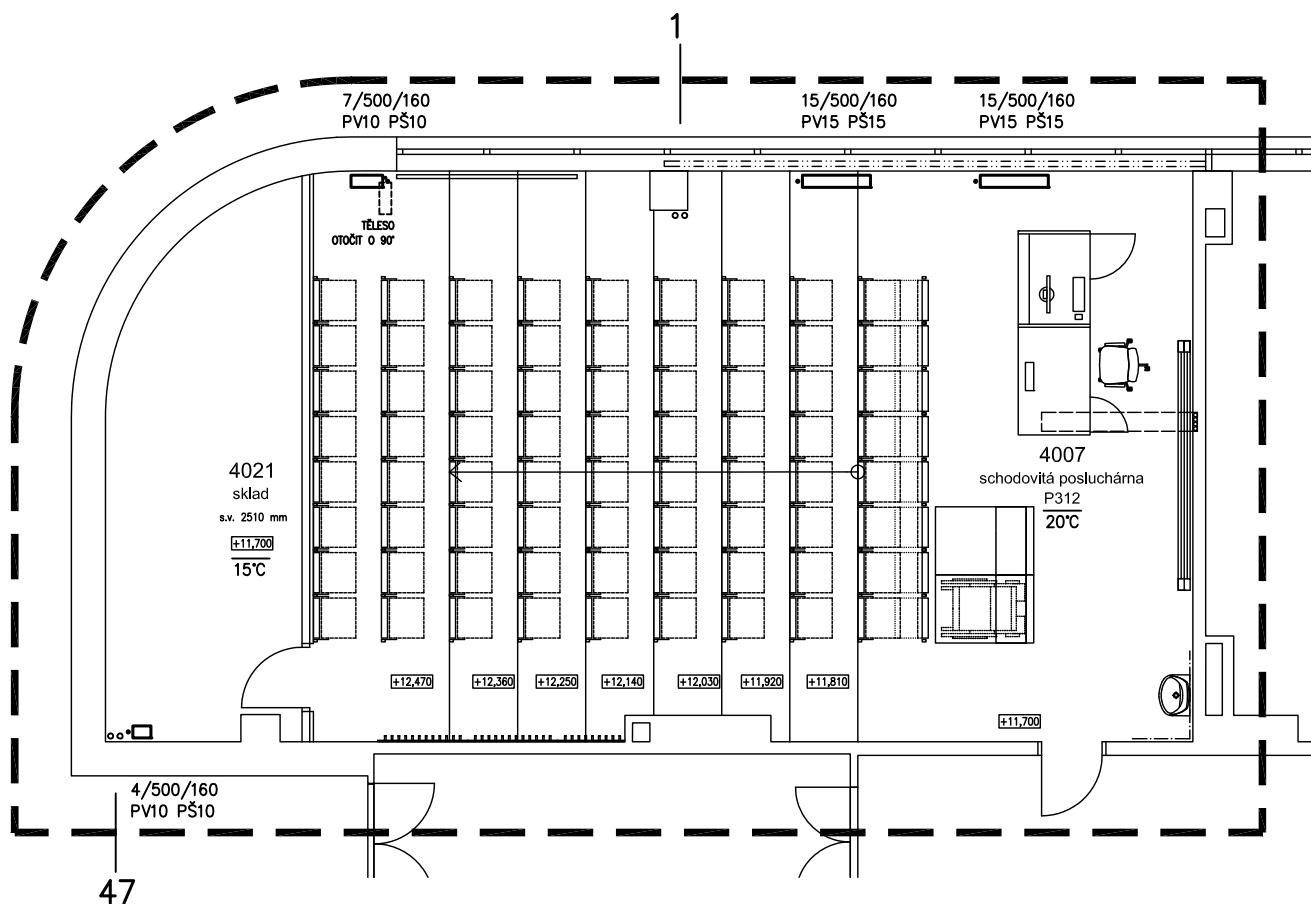 1
7/500/160
PV10 PŠ10
15/500/160
PV15 PŠ15
15/500/160
PV15 PŠ15
TĚLESO
OTOČIT O 90°
4021
sklad
s.v. 2510 mm
+11,700
15°C
4007
schodovitá posluchárna
P312
20°C
+12,470
+12,360
+12,250
+12,140
+12,030
+11,920
+11,810
+11,700
4/500/160
PV10 PŠ10
47